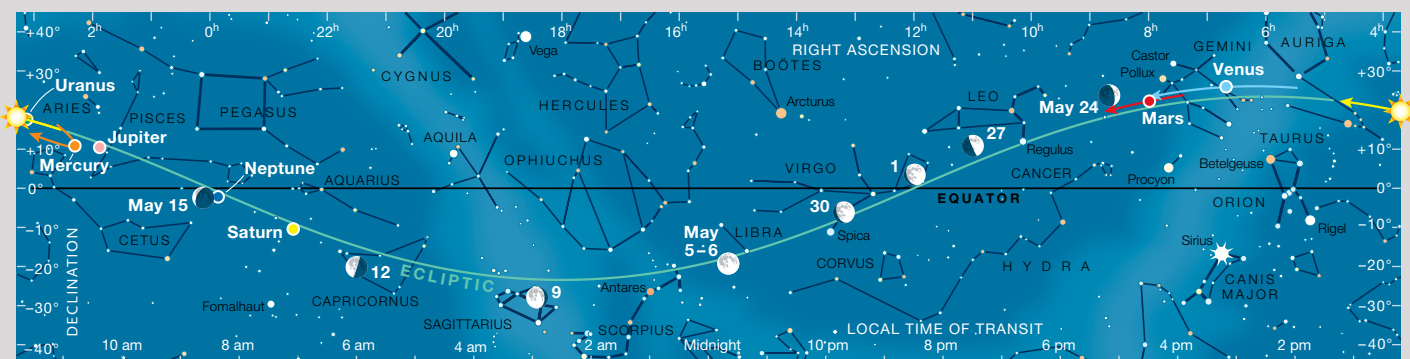 +40° 2h 0h 22h 20h 18h 16h 14h 12h 10h 8h 6h 4h
RIGHT ASCENSION
GEMINI
AURIGA
Vega
BOÖTES
Castor
Pollux
Venus
+30° +30°
Uranus
ARIES
PISCES
PEGASUS
CYGNUS
HERCULES
Arcturus
LEO
May 24
Mars
Jupiter
AQUILA
27
TAURUS
+10° +10°
Mercury
OPHIUCHUS
VIRGO
1
Regulus
Betelgeuse
Neptune
AQUARIUS
CANCER
Procyon
0° 0°
EQUATOR
May 15
30
ORION
–10° –10°
Saturn
CETUS
May
5–6
LIBRA
Spica
Rigel
Sirius
–20° –20°
12
ECLIPTIC
CORVUS
HYDRA
CANIS
MAJOR
Fomalhaut
CAPRICORNUS
9
Antares
–30° –30°
SAGITTARIUS
SCORPIUS
LOCAL TIME OF TRANSIT
DECLINATION
–40° 10 am 8 am 6 am 4 am 2 am Midnight 10 pm 8 pm 6 pm 4 pm 2 pm –40°